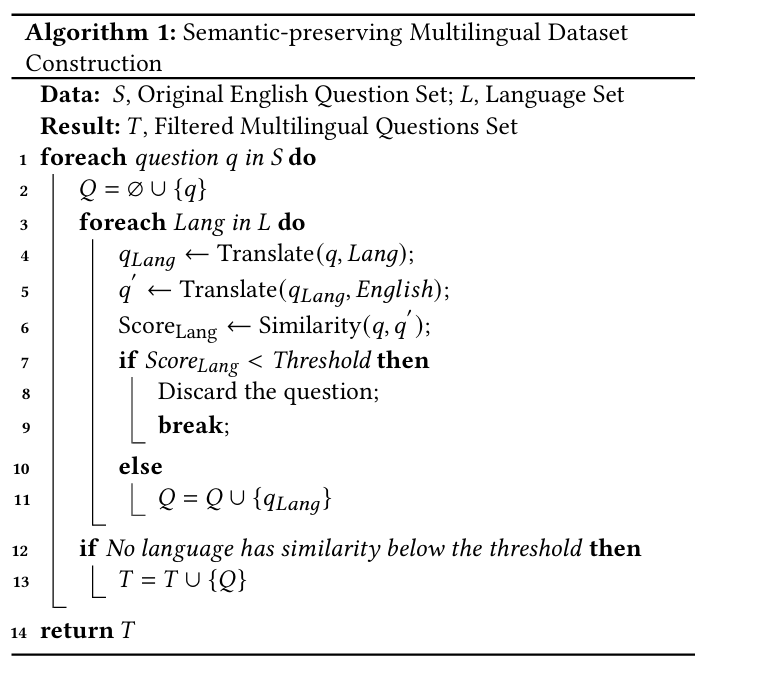 Algorithm 1: Semantic-preserving Multilingual Dataset
Construction
Data: S, Original English Question Set; L, Language Set
Result: T, Filtered Multilingual Questions Set
1 foreach question q in S do
2 Q = ∅ ∪ {q}
3 foreach Lang in L do
4 q_Lang ← Translate(q, Lang);
5 q′ ← Translate(q_Lang, English);
6 Score_Lang ← Similarity(q, q′);
7 if Score_Lang < Threshold then
8 Discard the question;
9 break;
10 else
11 Q = Q ∪ {q_Lang}
12 if No language has similarity below the threshold then
13 T = T ∪ {Q}
14 return T